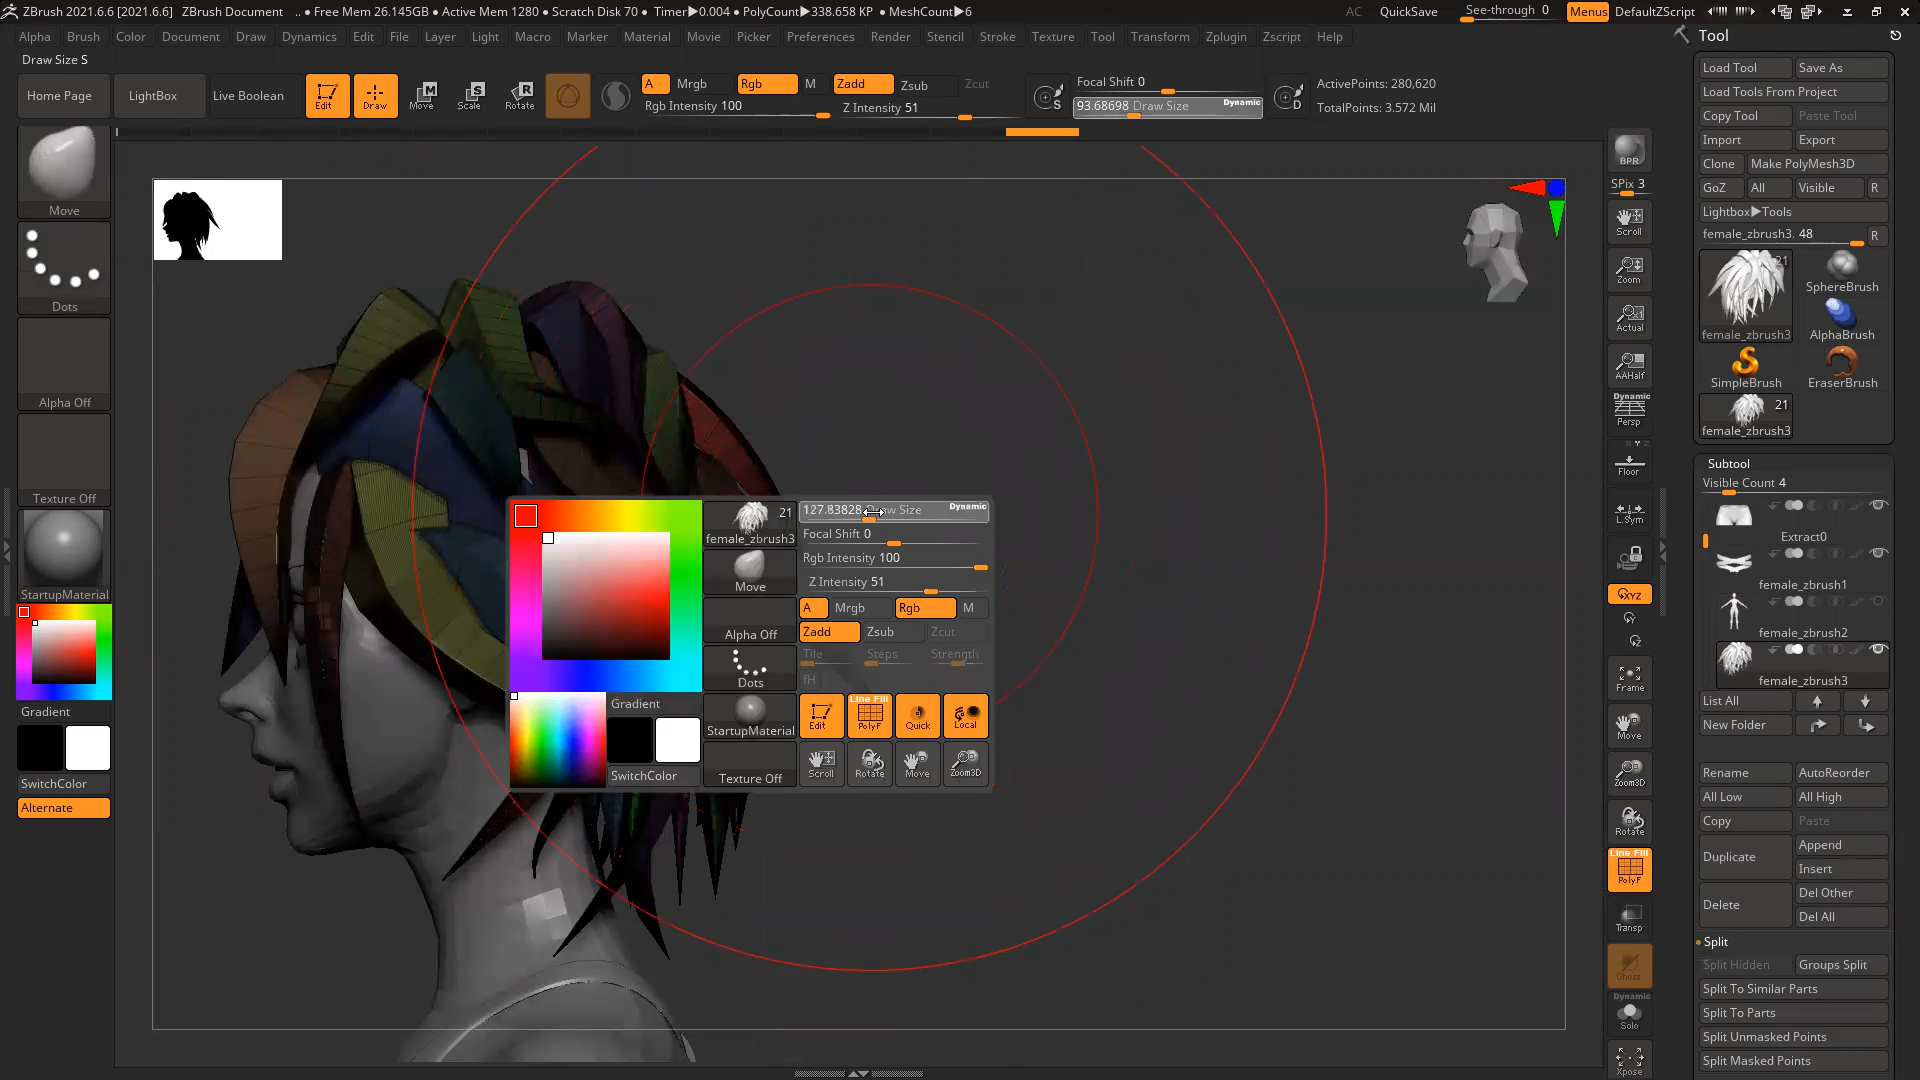 ZBrush 2021.6.6 [2021.6.6] ZBrush Document .. • Free Mem 26.145GB • Active Mem 1280 • Scratch Disk 70 • Timer▶0.004 • PolyCount▶338.658 KP • MeshCount▶6 AC QuickSave See-through 0 Menus DefaultZScript
Alpha Brush Color Document Draw Dynamics Edit File Layer Light Macro Marker Material Movie Picker Preferences Render Stencil Stroke Texture Tool Transform Zplugin Zscript Help
Draw Size S
Home Page LightBox Live Boolean Edit Draw Move Scale Rotate
A Mrgb Rgb M Zadd Zsub Zcut
Rgb Intensity 100 Z Intensity 51
S Focal Shift 0 D ActivePoints: 280,620
93.68698 Draw Size Dynamic TotalPoints: 3.572 Mil
Move
Dots
Alpha Off
Texture Off
StartupMaterial
Gradient
SwitchColor
Alternate
21
female_zbrush3
Move
Alpha Off
Dots
StartupMaterial
Texture Off
Gradient
SwitchColor
127.83828 Draw Size Dynamic
Focal Shift 0
Rgb Intensity 100
Z Intensity 51
A Mrgb Rgb M
Zadd Zsub Zcut
Tile Steps Strength
fH
Edit Line Fill PolyF Quick Local
Scroll Rotate Move Zoom3D
BPR
SPix 3
Scroll
Zoom
Actual
AAHalf
Dynamic
Persp
Floor
L.Sym
XYZ
Frame
Move
Zoom3D
Rotate
Line Fill
PolyF
Transp
Ghost
Dynamic
Solo
Xpose
Tool
Load Tool Save As
Load Tools From Project
Copy Tool Paste Tool
Import Export
Clone Make PolyMesh3D
GoZ All Visible R
Lightbox▶Tools
female_zbrush3. 48 R
21
female_zbrush3 SphereBrush
AlphaBrush
SimpleBrush EraserBrush
21
female_zbrush3
Subtool
Visible Count 4
Extract0
female_zbrush1
female_zbrush2
female_zbrush3
List All
New Folder
Rename AutoReorder
All Low All High
Copy Paste
Duplicate Append
Insert
Delete Del Other
Del All
Split
Split Hidden Groups Split
Split To Similar Parts
Split To Parts
Split Unmasked Points
Split Masked Points